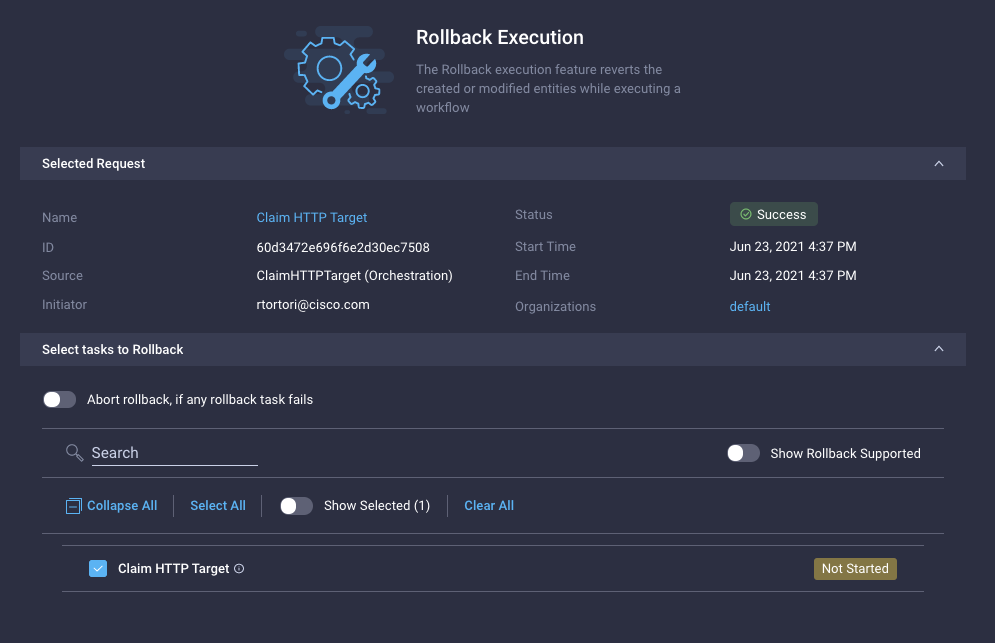 Rollback Execution
The Rollback execution feature reverts the
created or modified entities while executing a
workflow
Selected Request
Name Claim HTTP Target
ID 60d3472e696f6e2d30ec7508
Source ClaimHTTPTarget (Orchestration)
Initiator rtortori@cisco.com
Status Success
Start Time Jun 23, 2021 4:37 PM
End Time Jun 23, 2021 4:37 PM
Organizations default
Select tasks to Rollback
Abort rollback, if any rollback task fails
Search Show Rollback Supported
Collapse All Select All Show Selected (1) Clear All
Claim HTTP Target Not Started